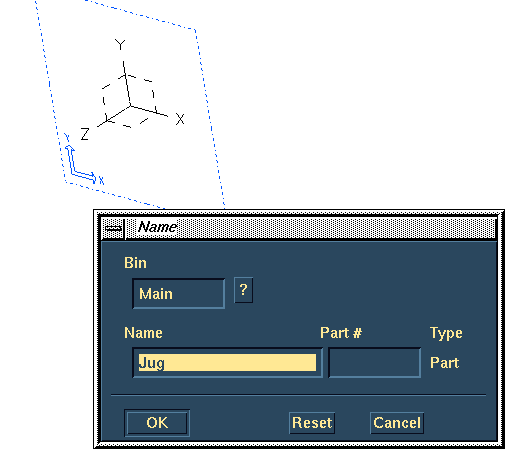 Y
X
Z
Y
X
Name
Bin
Main ?
Name Part # Type
Jug Part
OK Reset Cancel